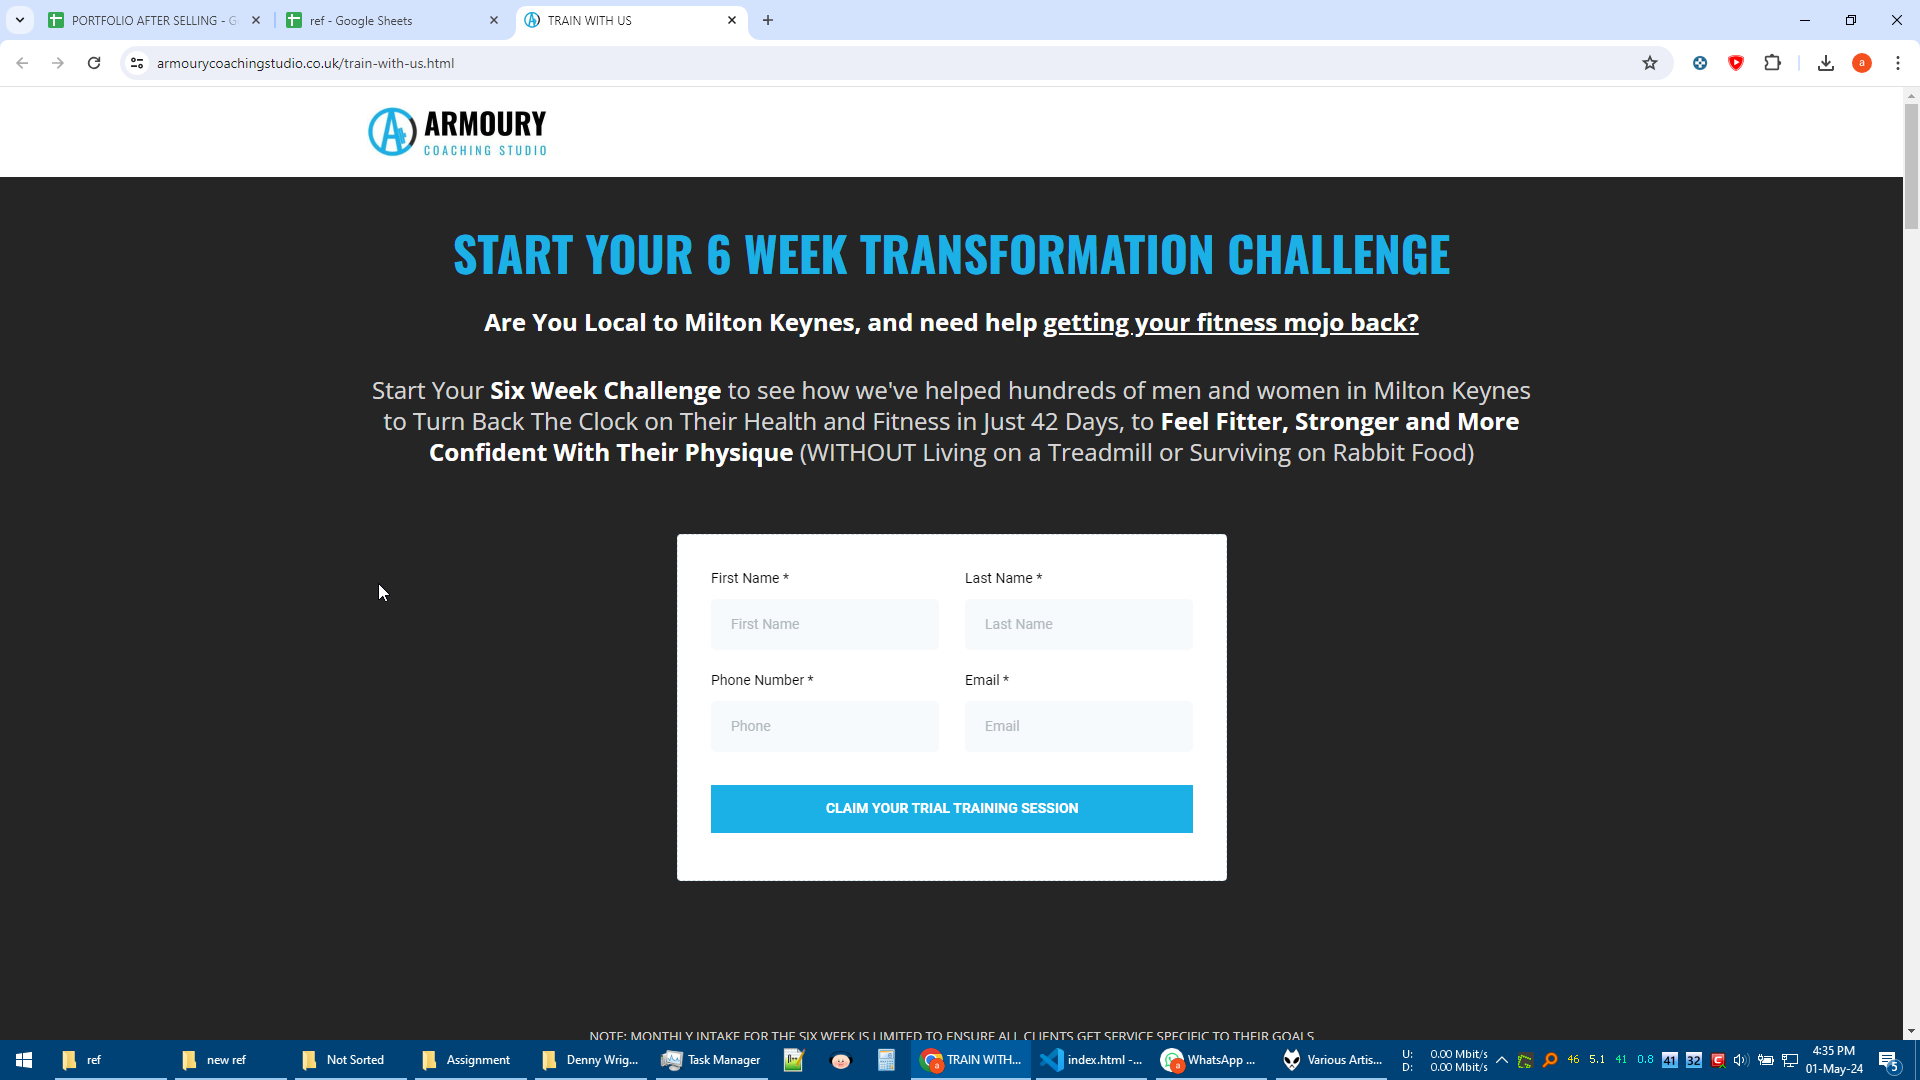 PORTFOLIO AFTER SELLING - G
ref - Google Sheets
TRAIN WITH US
armourycoachingstudio.co.uk/train-with-us.html
a
ARMOURY
COACHING STUDIO
START YOUR 6 WEEK TRANSFORMATION CHALLENGE
Are You Local to Milton Keynes, and need help getting your fitness mojo back?
Start Your Six Week Challenge to see how we've helped hundreds of men and women in Milton Keynes
to Turn Back The Clock on Their Health and Fitness in Just 42 Days, to Feel Fitter, Stronger and More
Confident With Their Physique (WITHOUT Living on a Treadmill or Surviving on Rabbit Food)
First Name *
Last Name *
First Name
Last Name
Phone Number *
Email *
Phone
Email
CLAIM YOUR TRIAL TRAINING SESSION
NOTE: MONTHLY INTAKE FOR THE SIX WEEK IS LIMITED TO ENSURE ALL CLIENTS GET SERVICE SPECIFIC TO THEIR GOALS
ref
new ref
Not Sorted
Assignment
Denny Wrig...
Task Manager
TRAIN WITH...
index.html -...
WhatsApp ...
Various Artis...
U: 0.00 Mbit/s
D: 0.00 Mbit/s
46 5.1 41 0.8 41 32
4:35 PM
01-May-24
5